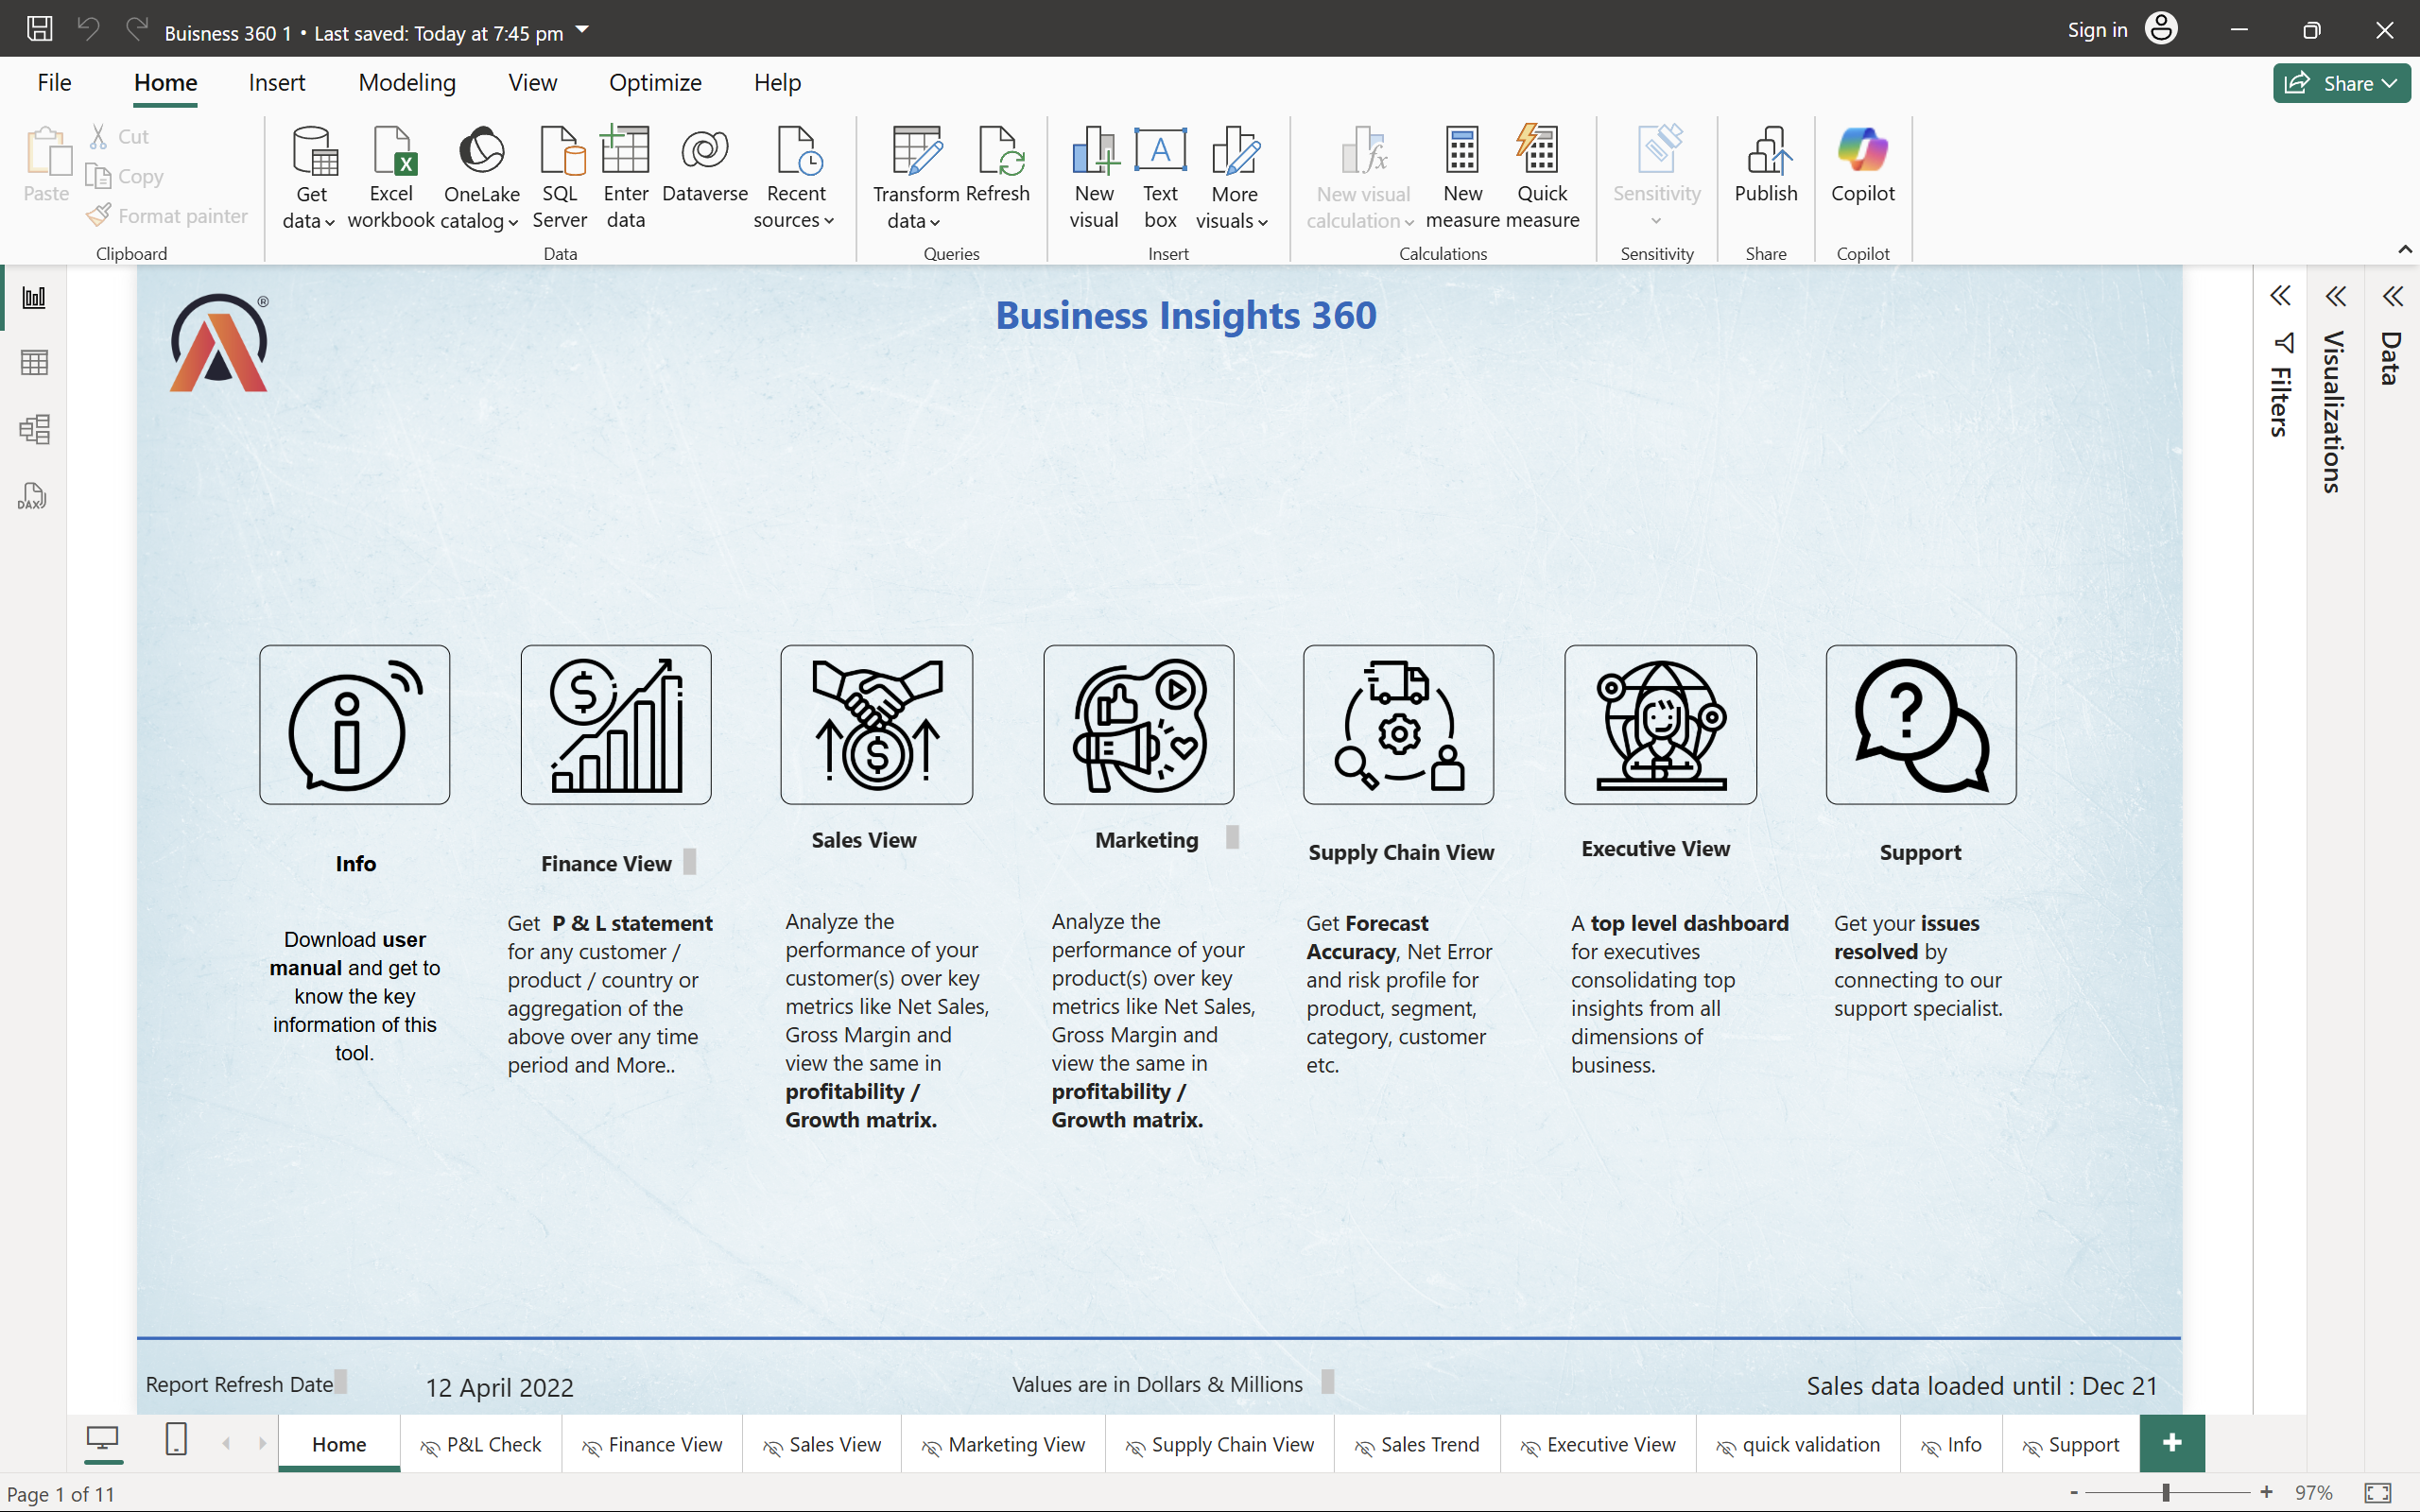 Buisness 360 1 • Last saved: Today at 7:45 pm
Sign in
File Home Insert Modeling View Optimize Help
Share
Paste
Cut
Copy
Format painter
Clipboard
Get data
Excel workbook
OneLake catalog
SQL Server
Enter data
Dataverse
Recent sources
Data
Transform data
Refresh
Queries
New visual
Text box
More visuals
Insert
New visual calculation
New measure
Quick measure
Calculations
Sensitivity
Sensitivity
Publish
Share
Copilot
Copilot
DAX
®
Business Insights 360
Filters
Visualizations
Data
Info
Download user
manual and get to
know the key
information of this
tool.
Finance View
Get P & L statement
for any customer /
product / country or
aggregation of the
above over any time
period and More..
Sales View
Analyze the
performance of your
customer(s) over key
metrics like Net Sales,
Gross Margin and
view the same in
profitability /
Growth matrix.
Marketing
Analyze the
performance of your
product(s) over key
metrics like Net Sales,
Gross Margin and
view the same in
profitability /
Growth matrix.
Supply Chain View
Get Forecast
Accuracy, Net Error
and risk profile for
product, segment,
category, customer
etc.
Executive View
A top level dashboard
for executives
consolidating top
insights from all
dimensions of
business.
Support
Get your issues
resolved by
connecting to our
support specialist.
Report Refresh Date
12 April 2022
Values are in Dollars & Millions
Sales data loaded until : Dec 21
Home
P&L Check
Finance View
Sales View
Marketing View
Supply Chain View
Sales Trend
Executive View
quick validation
Info
Support
Page 1 of 11
- + 97%